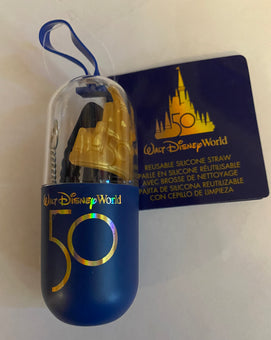 50
Walt Disney World
REUSABLE SILICONE STRAW
PAILLE EN SILICONE RÉUTILISABLE
AVEC BROSSE DE NETTOYAGE
PAJITA DE SILICONA REUTILIZABLE
CON CEPILLO DE LIMPIEZA
Walt Disney World
50